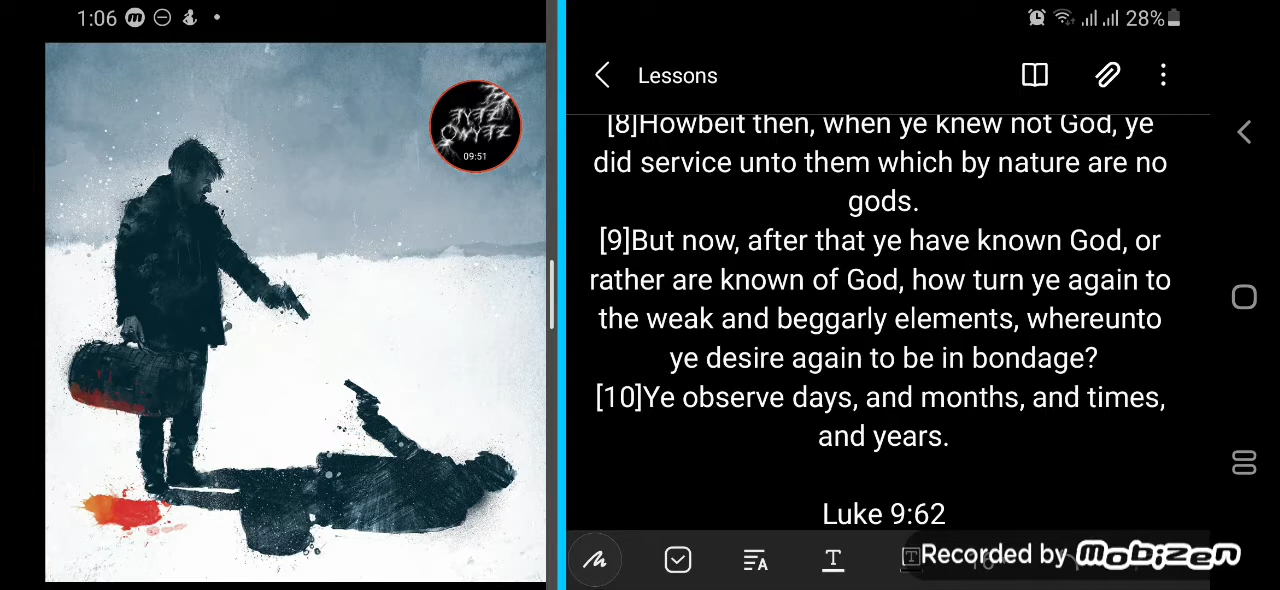 1:06
28%
Lessons
09:51
[8]Howbeit then, when ye knew not God, ye
did service unto them which by nature are no
gods.
[9]But now, after that ye have known God, or
rather are known of God, how turn ye again to
the weak and beggarly elements, whereunto
ye desire again to be in bondage?
[10]Ye observe days, and months, and times,
and years.
Luke 9:62
Recorded by mobizen